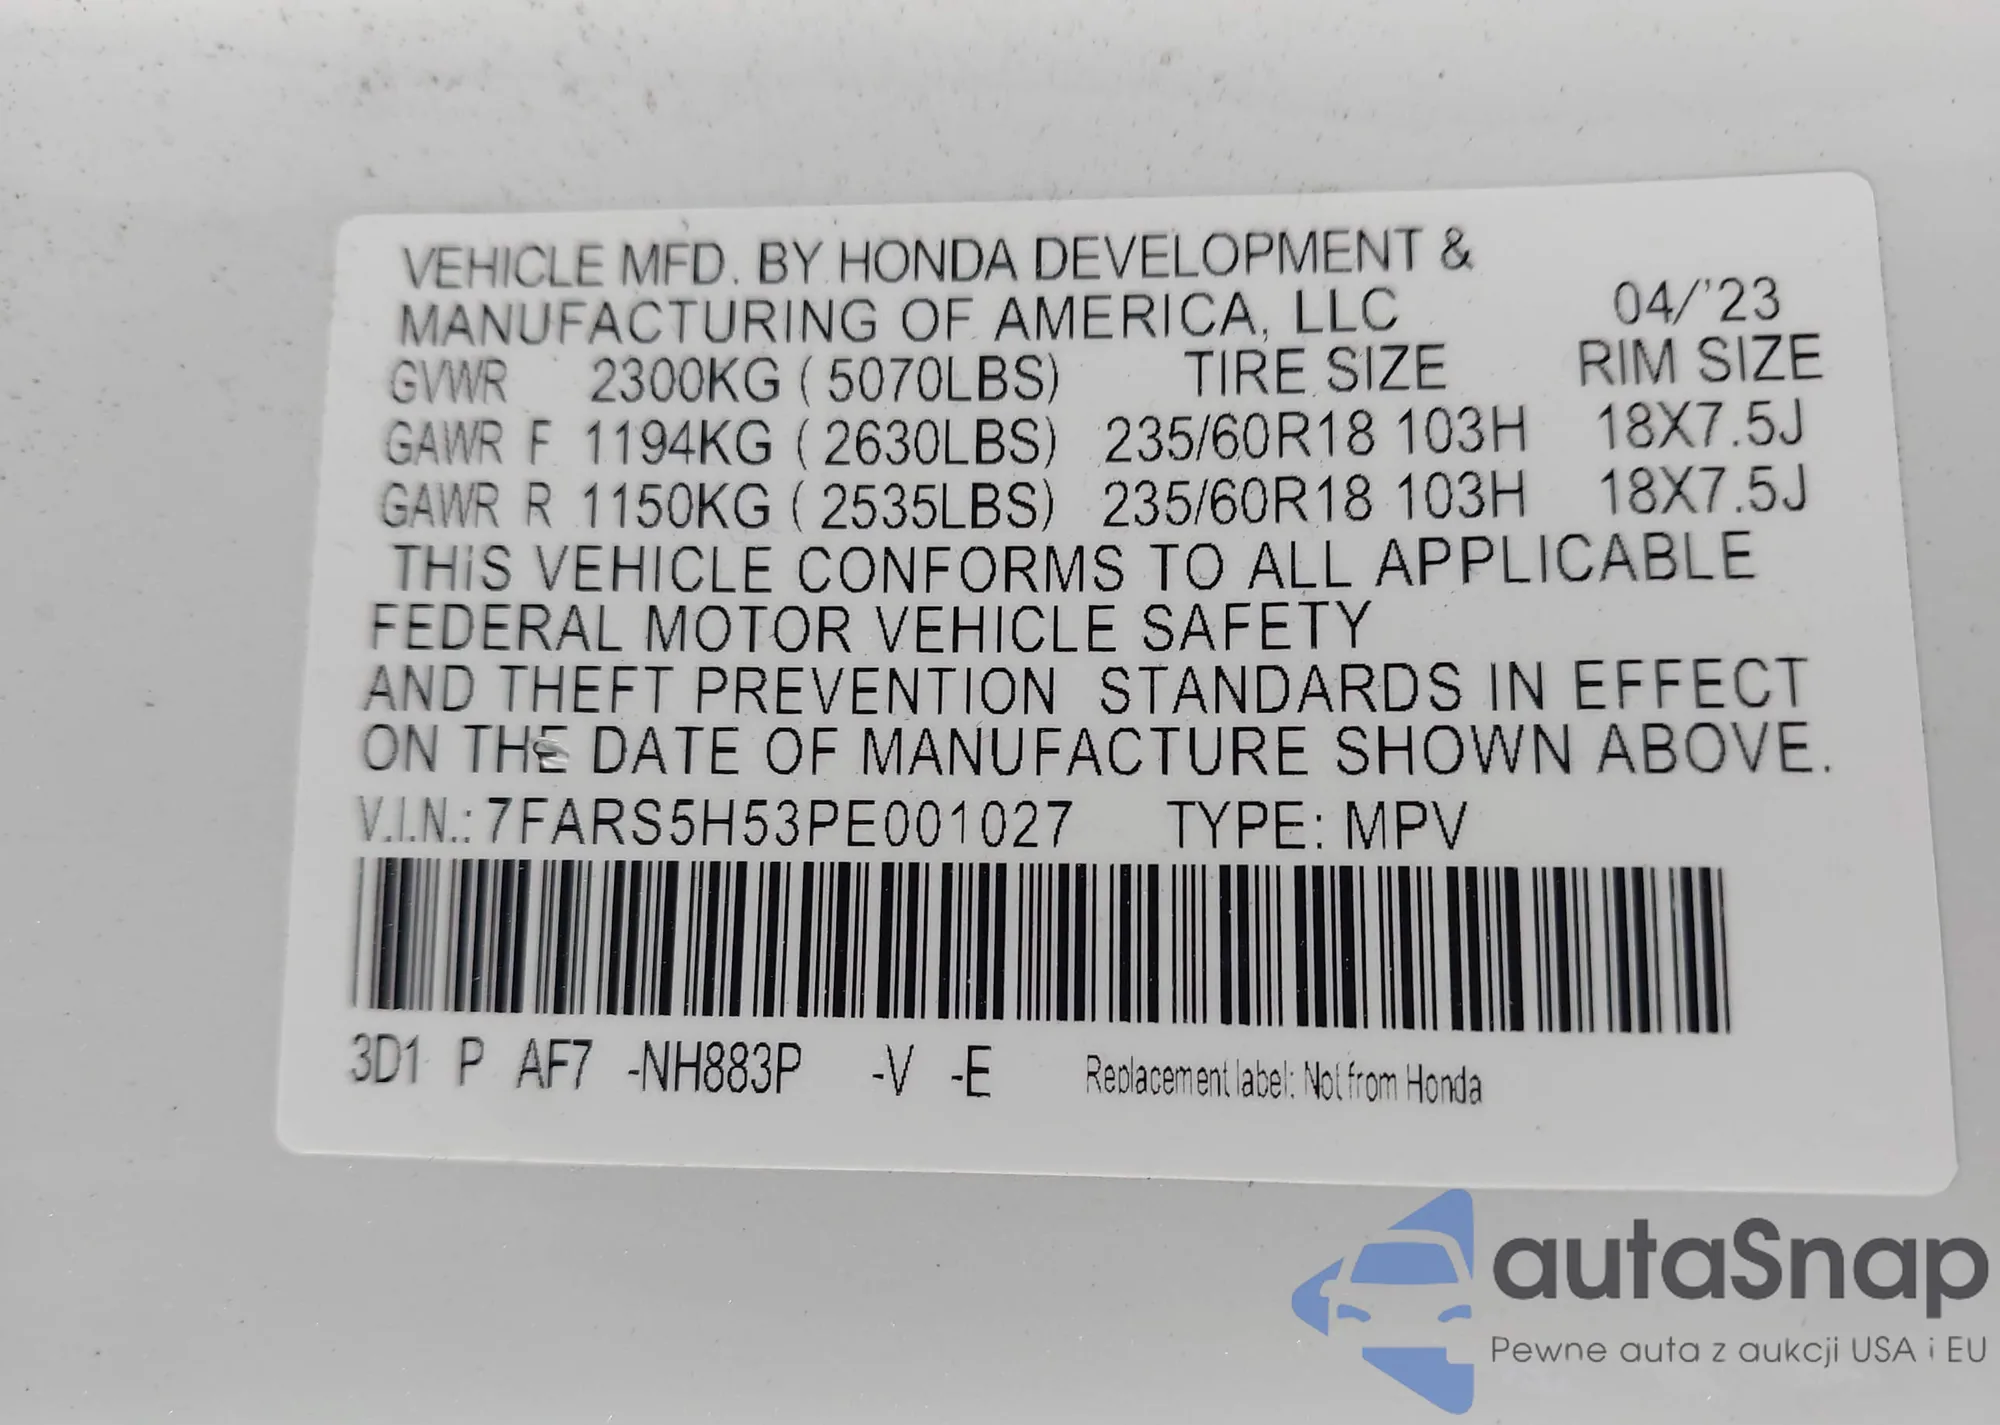 VEHICLE MFD. BY HONDA DEVELOPMENT &
MANUFACTURING OF AMERICA, LLC 04/'23
GVWR 2300KG ( 5070LBS) TIRE SIZE RIM SIZE
GAWR F 1194KG ( 2630LBS) 235/60R18 103H 18X7.5J
GAWR R 1150KG ( 2535LBS) 235/60R18 103H 18X7.5J
THIS VEHICLE CONFORMS TO ALL APPLICABLE
FEDERAL MOTOR VEHICLE SAFETY
AND THEFT PREVENTION STANDARDS IN EFFECT
ON THE DATE OF MANUFACTURE SHOWN ABOVE.
V.I.N.: 7FARS5H53PE001027 TYPE: MPV
3D1 P AF7 -NH883P -V -E Replacement label: Not from Honda
autaSnap
Pewne auta z aukcji USA i EU